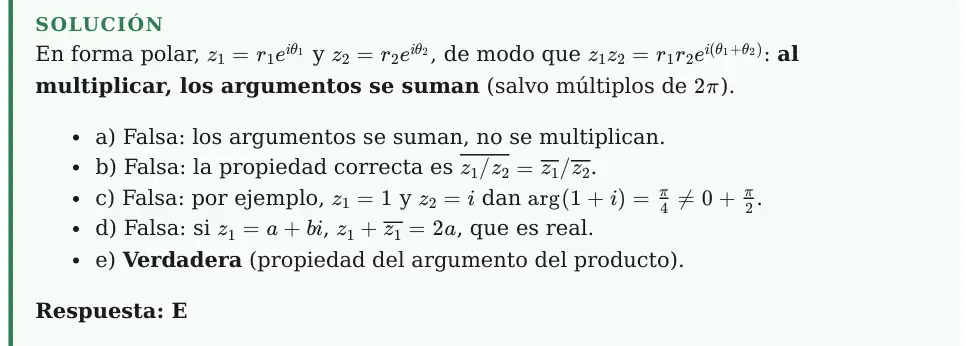 SOLUCIÓN
En forma polar, z₁ = r₁e^{iθ₁} y z₂ = r₂e^{iθ₂}, de modo que z₁z₂ = r₁r₂e^{i(θ₁+θ₂)}: al
multiplicar, los argumentos se suman (salvo múltiplos de 2π).
• a) Falsa: los argumentos se suman, no se multiplican.
• b) Falsa: la propiedad correcta es \overline{z₁/z₂} = \overline{z₁}/\overline{z₂}.
• c) Falsa: por ejemplo, z₁ = 1 y z₂ = i dan arg(1 + i) = π/4 ≠ 0 + π/2.
• d) Falsa: si z₁ = a + bi, z₁ + \overline{z₁} = 2a, que es real.
• e) Verdadera (propiedad del argumento del producto).
Respuesta: E